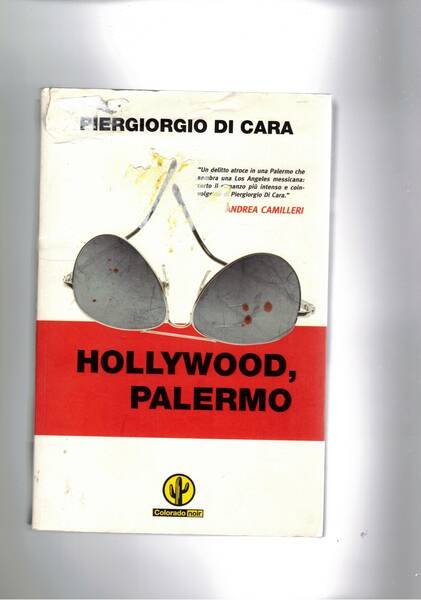 PIERGIORGIO DI CARA
"Un delitto atroce in una Palermo che
sembra una Los Angeles messicana:
certo il romanzo più intenso e coin-
di Piergiorgio Di Cara."
ANDREA CAMILLERI
HOLLYWOOD,
PALERMO
Colorado noir